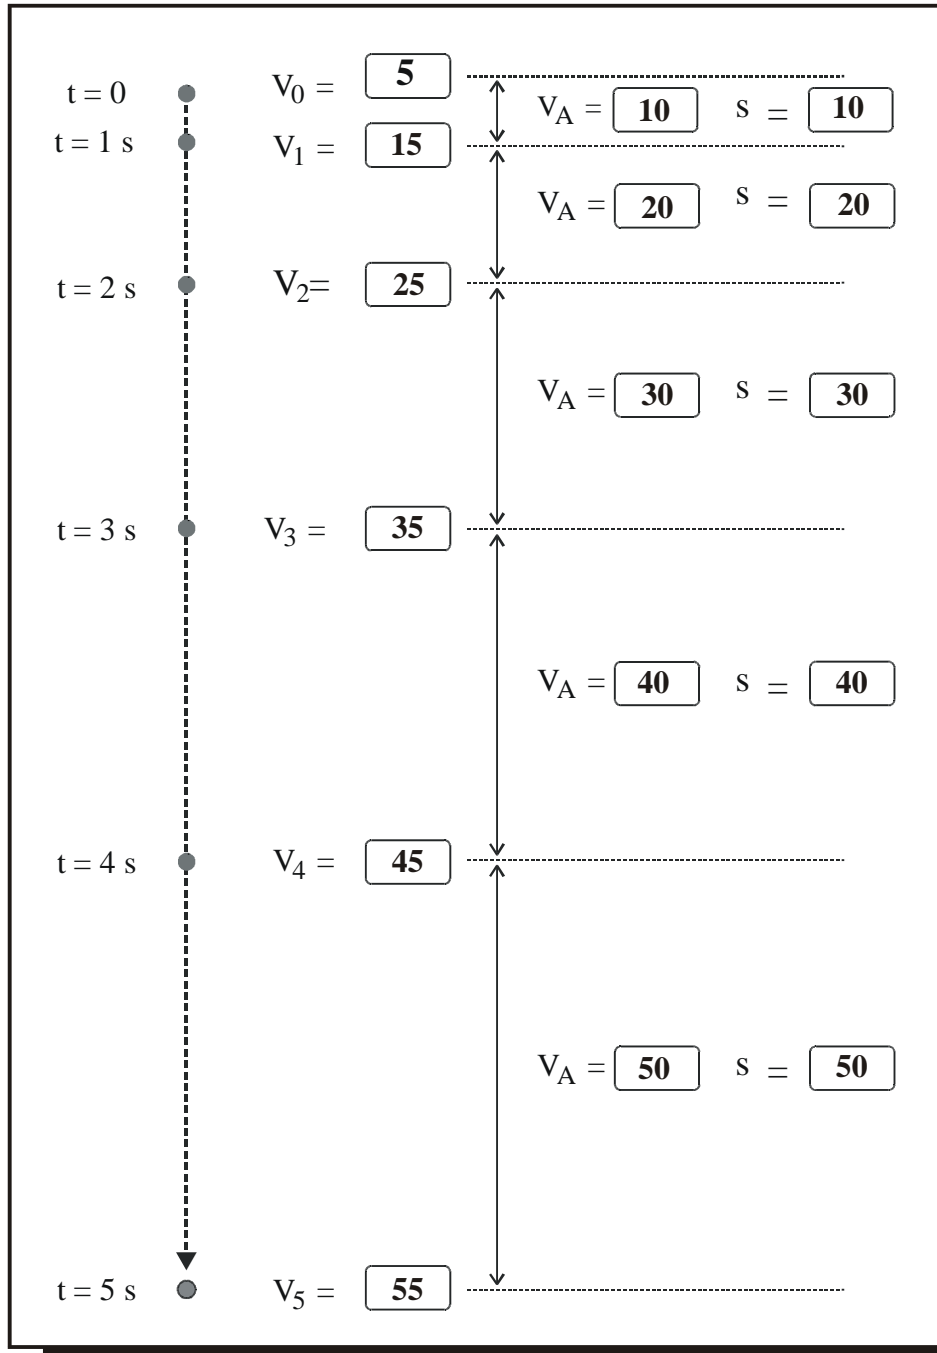 t = 0 V0 = 5
VA = 10 s = 10
t = 1 s V1 = 15
VA = 20 s = 20
t = 2 s V2= 25
VA = 30 s = 30
t = 3 s V3 = 35
VA = 40 s = 40
t = 4 s V4 = 45
VA = 50 s = 50
t = 5 s V5 = 55